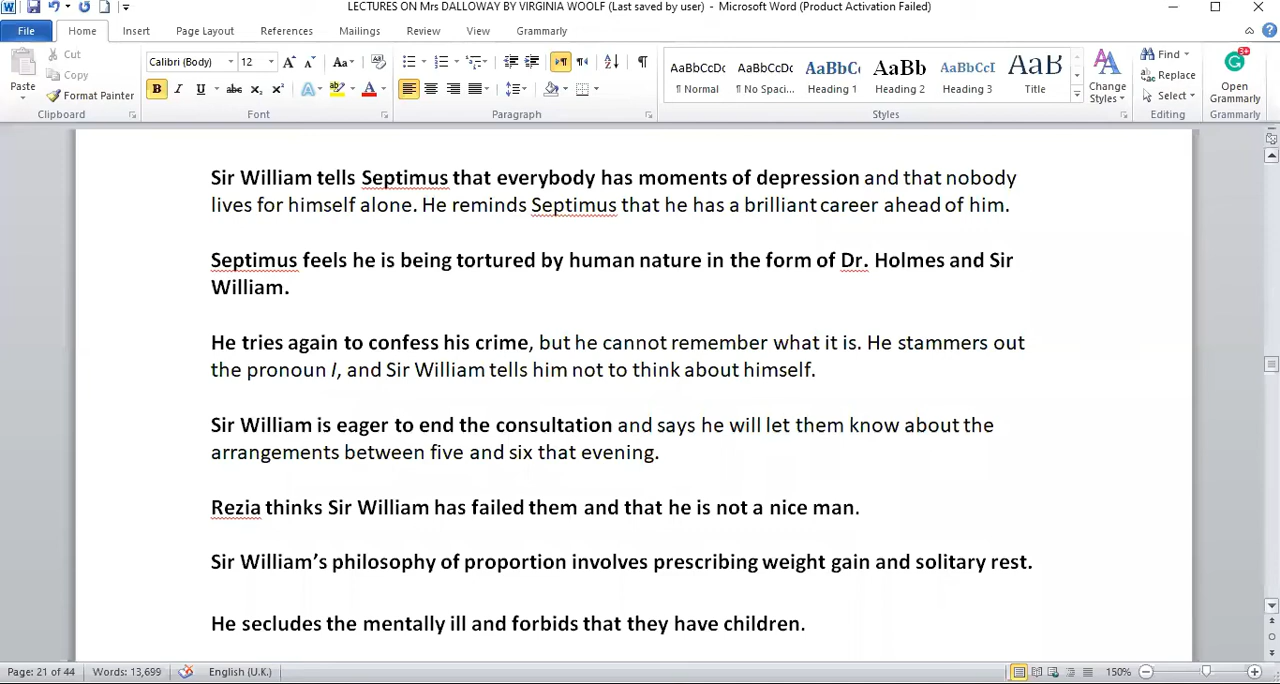 LECTURES ON Mrs DALLOWAY BY VIRGINIA WOOLF (Last saved by user) - Microsoft Word (Product Activation Failed)
File Home Insert Page Layout References Mailings Review View Grammarly
Paste
Cut
Copy
Format Painter
Clipboard
Calibri (Body) 12
Font
Paragraph
AaBbCcDc AaBbCcDc AaBbC AaBb AaBbCcI AaB
¶ Normal ¶ No Spaci... Heading 1 Heading 2 Heading 3 Title
Change Styles
Styles
Find
Replace
Select
Editing
Open Grammarly
Grammarly
Sir William tells Septimus that everybody has moments of depression and that nobody
lives for himself alone. He reminds Septimus that he has a brilliant career ahead of him.
Septimus feels he is being tortured by human nature in the form of Dr. Holmes and Sir
William.
He tries again to confess his crime, but he cannot remember what it is. He stammers out
the pronoun I, and Sir William tells him not to think about himself.
Sir William is eager to end the consultation and says he will let them know about the
arrangements between five and six that evening.
Rezia thinks Sir William has failed them and that he is not a nice man.
Sir William’s philosophy of proportion involves prescribing weight gain and solitary rest.
He secludes the mentally ill and forbids that they have children.
Page: 21 of 44 Words: 13,699 English (U.K.) 150%